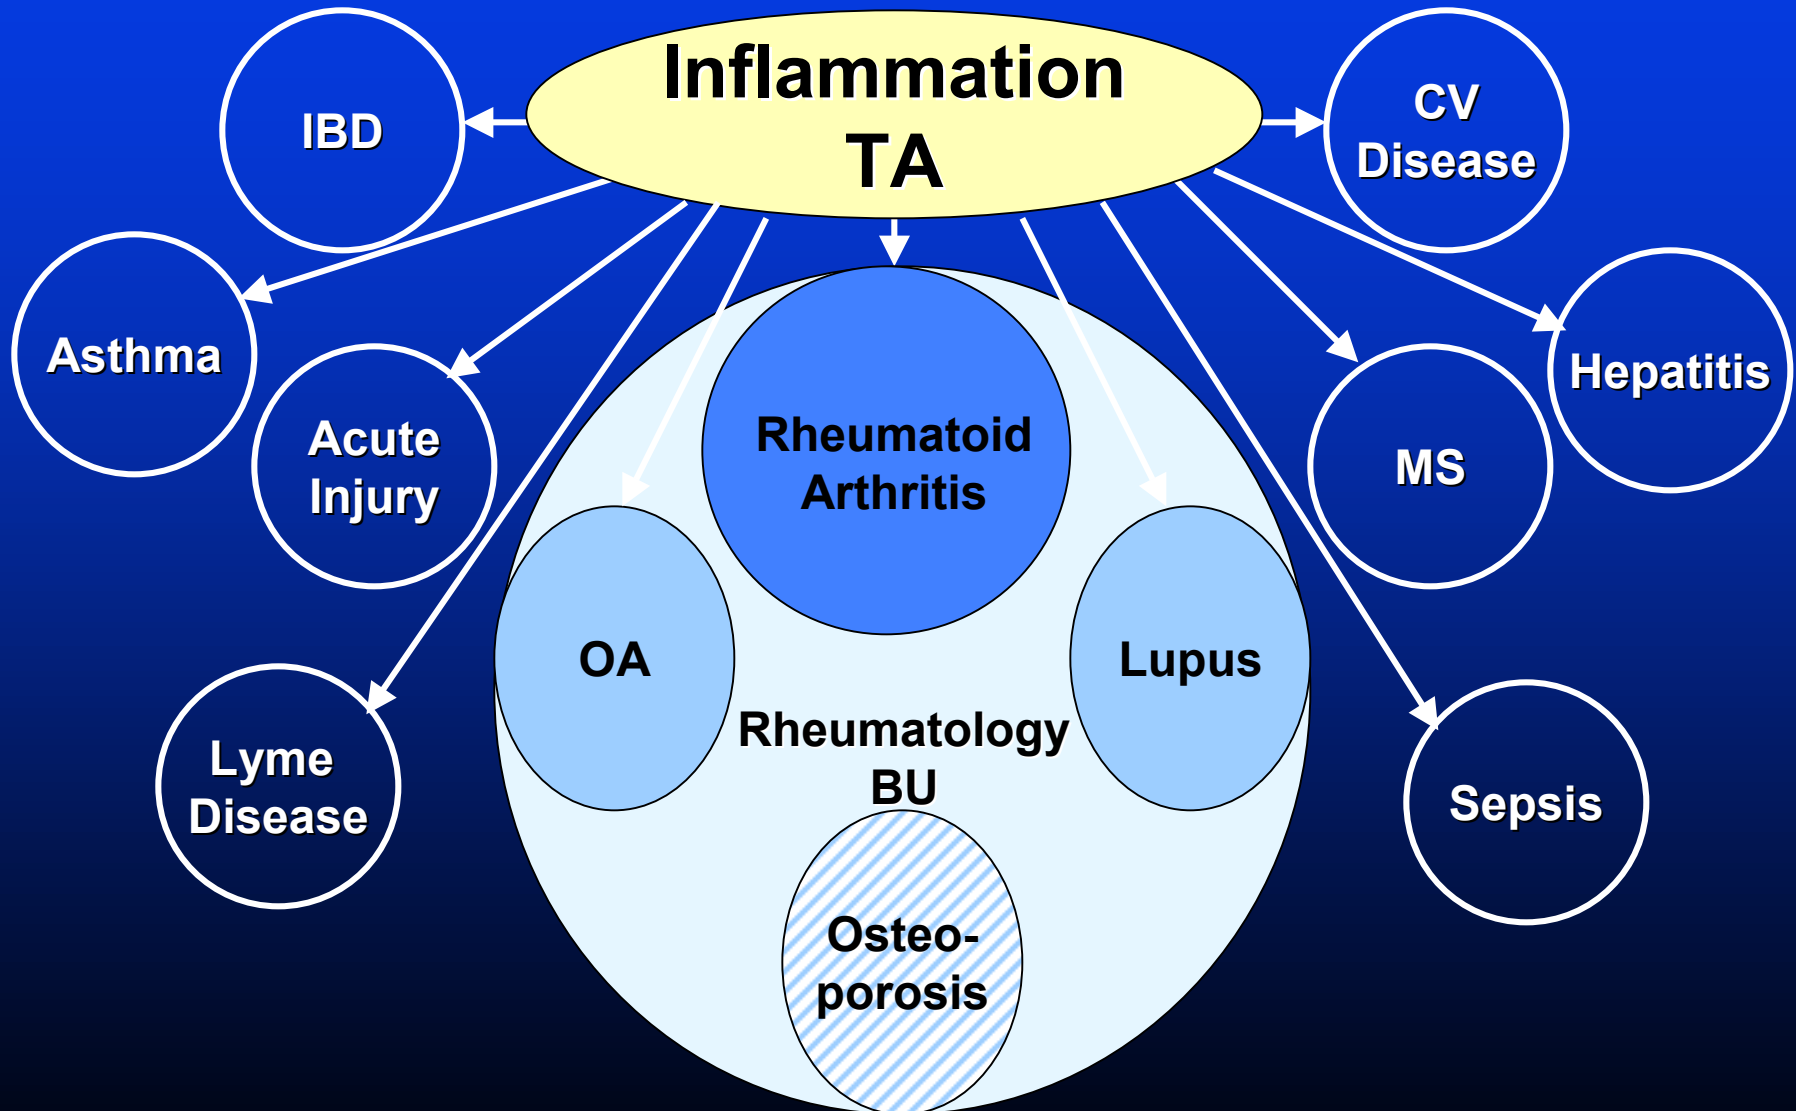 Inflammation
TA
IBD
CV
Disease
Asthma
Acute
Injury
Rheumatoid
Arthritis
MS
Hepatitis
OA
Lupus
Rheumatology
BU
Lyme
Disease
Sepsis
Osteo-
porosis